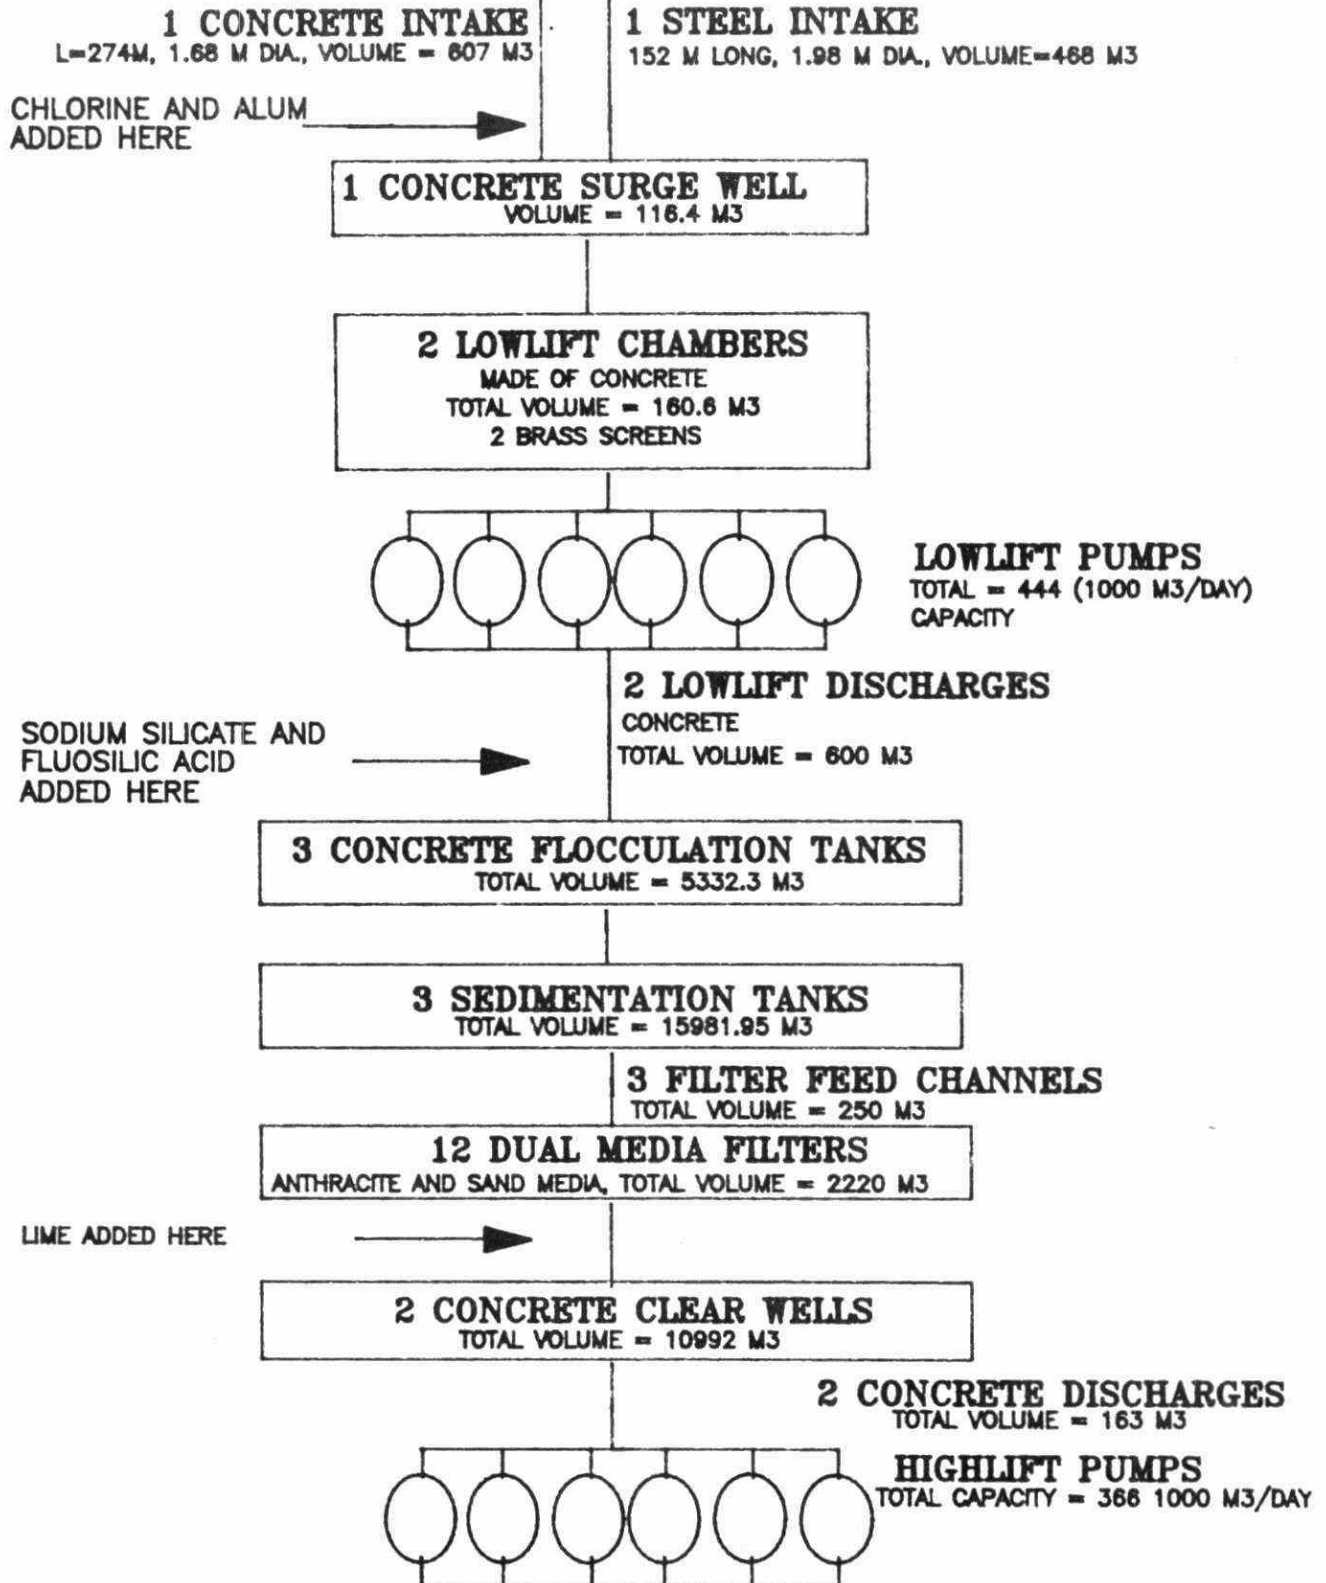 1 CONCRETE INTAKE
L=274M, 1.68 M DIA., VOLUME = 607 M3
1 STEEL INTAKE
152 M LONG, 1.98 M DIA., VOLUME=468 M3
CHLORINE AND ALUM
ADDED HERE
1 CONCRETE SURGE WELL
VOLUME = 116.4 M3
2 LOWLIFT CHAMBERS
MADE OF CONCRETE
TOTAL VOLUME = 160.6 M3
2 BRASS SCREENS
LOWLIFT PUMPS
TOTAL = 444 (1000 M3/DAY)
CAPACITY
2 LOWLIFT DISCHARGES
CONCRETE
TOTAL VOLUME = 600 M3
SODIUM SILICATE AND
FLUOSILIC ACID
ADDED HERE
3 CONCRETE FLOCCULATION TANKS
TOTAL VOLUME = 5332.3 M3
3 SEDIMENTATION TANKS
TOTAL VOLUME = 15981.95 M3
3 FILTER FEED CHANNELS
TOTAL VOLUME = 250 M3
12 DUAL MEDIA FILTERS
ANTHRACITE AND SAND MEDIA, TOTAL VOLUME = 2220 M3
LIME ADDED HERE
2 CONCRETE CLEAR WELLS
TOTAL VOLUME = 10992 M3
2 CONCRETE DISCHARGES
TOTAL VOLUME = 163 M3
HIGHLIFT PUMPS
TOTAL CAPACITY = 366 1000 M3/DAY